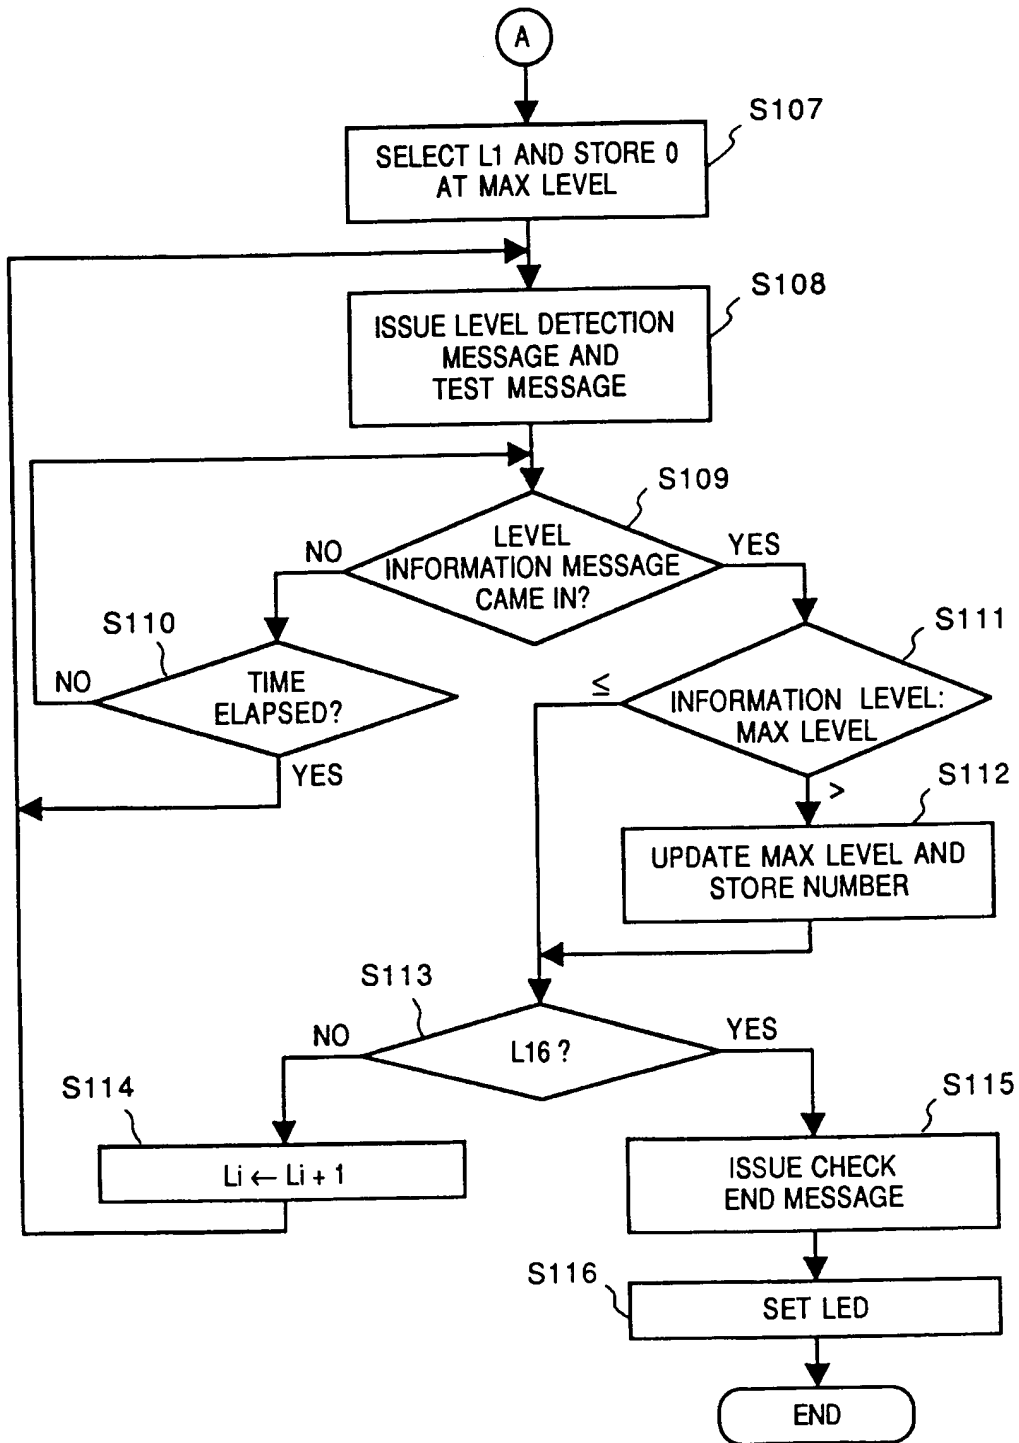 A
S107
SELECT L1 AND STORE 0
AT MAX LEVEL
S108
ISSUE LEVEL DETECTION
MESSAGE AND
TEST MESSAGE
S109
LEVEL
INFORMATION MESSAGE
CAME IN?
NO
YES
S110
TIME
ELAPSED?
NO
YES
S111
INFORMATION LEVEL:
MAX LEVEL
≤
>
S112
UPDATE MAX LEVEL AND
STORE NUMBER
S113
L16?
NO
YES
S114
Li ← Li + 1
S115
ISSUE CHECK
END MESSAGE
S116
SET LED
END